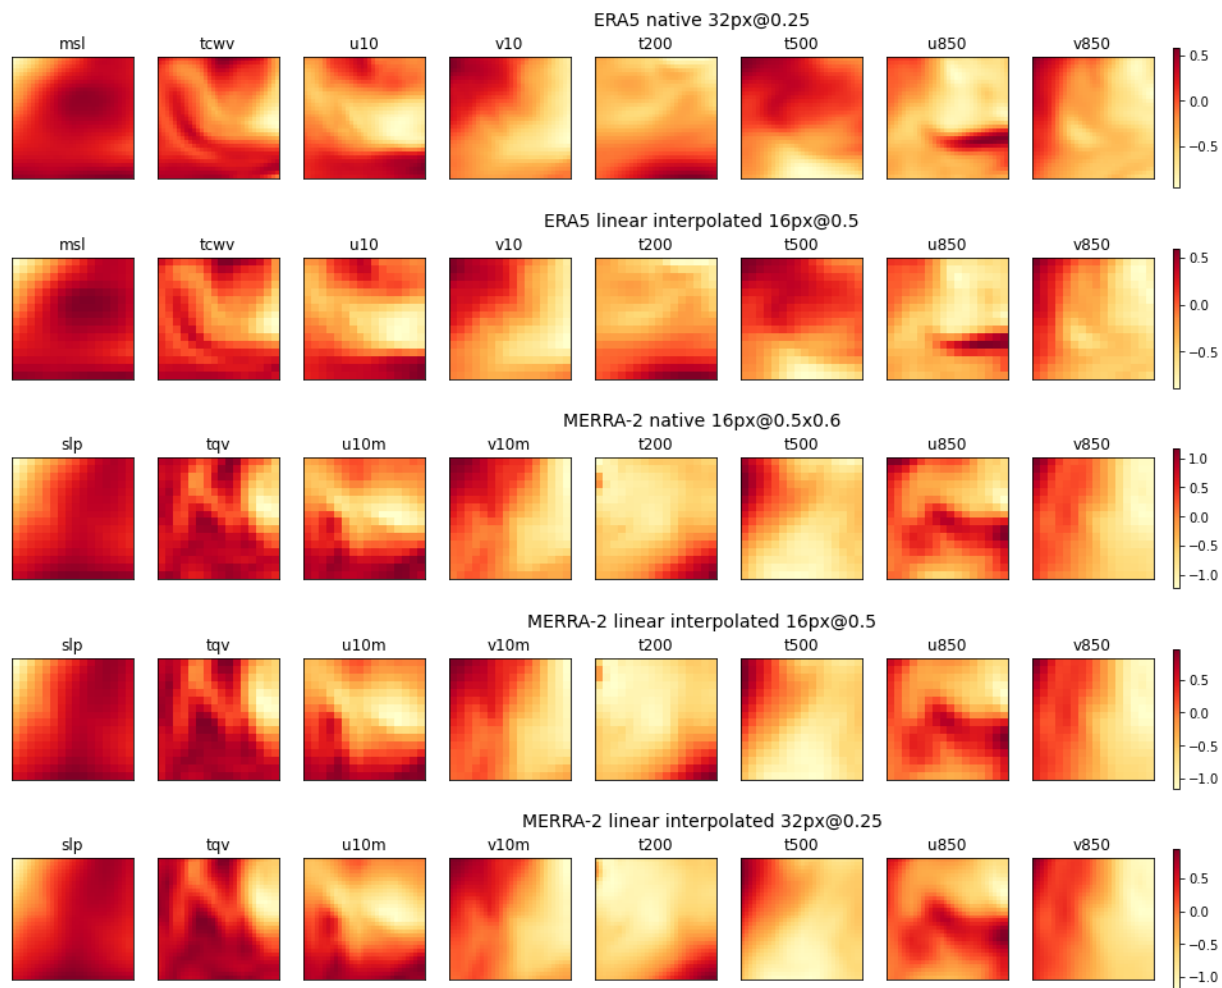 ERA5 native 32px@0.25
msl tcwv u10 v10 t200 t500 u850 v850
0.5
0.0
−0.5
ERA5 linear interpolated 16px@0.5
msl tcwv u10 v10 t200 t500 u850 v850
0.5
0.0
−0.5
MERRA-2 native 16px@0.5x0.6
slp tqv u10m v10m t200 t500 u850 v850
1.0
0.5
0.0
−0.5
−1.0
MERRA-2 linear interpolated 16px@0.5
slp tqv u10m v10m t200 t500 u850 v850
0.5
0.0
−0.5
−1.0
MERRA-2 linear interpolated 32px@0.25
slp tqv u10m v10m t200 t500 u850 v850
0.5
0.0
−0.5
−1.0